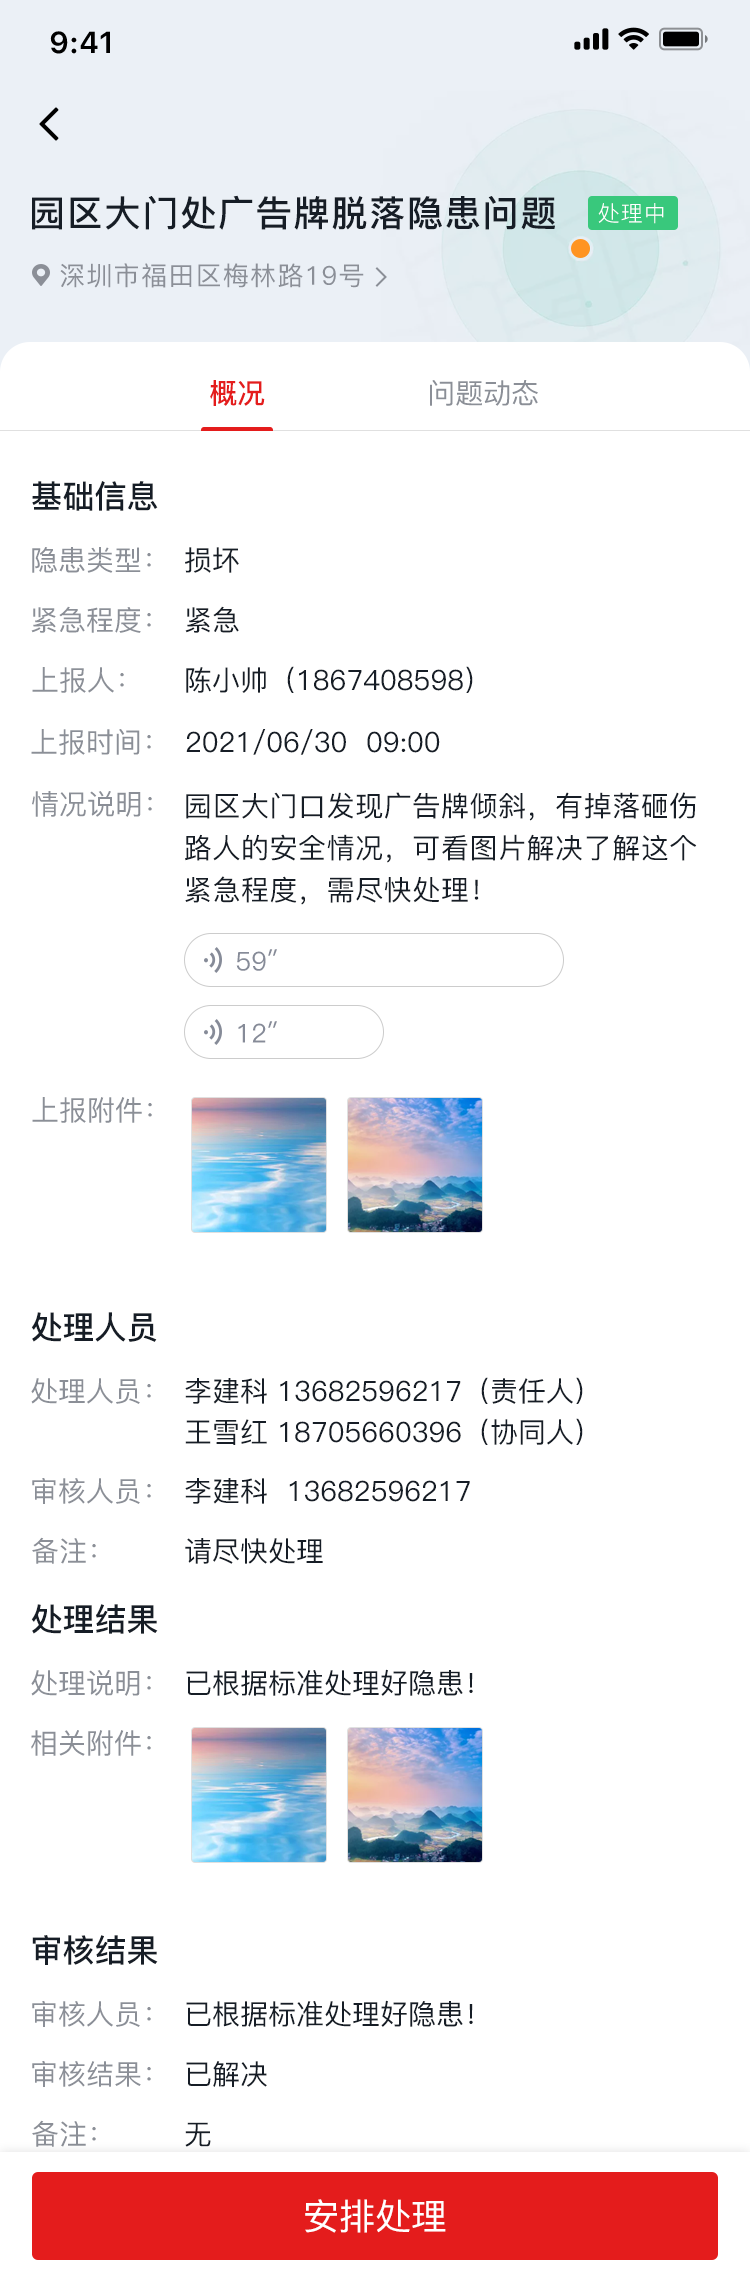 9:41
园区大门处广告牌脱落隐患问题 处理中
深圳市福田区梅林路19号
概况 问题动态
基础信息
隐患类型： 损坏
紧急程度： 紧急
上报人： 陈小帅（1867408598）
上报时间： 2021/06/30 09:00
情况说明： 园区大门口发现广告牌倾斜，有掉落砸伤
路人的安全情况，可看图片解决了解这个
紧急程度，需尽快处理！
59″
12″
上报附件：
处理人员
处理人员： 李建科 13682596217（责任人）
王雪红 18705660396（协同人）
审核人员： 李建科 13682596217
备注： 请尽快处理
处理结果
处理说明： 已根据标准处理好隐患！
相关附件：
审核结果
审核人员： 已根据标准处理好隐患！
审核结果： 已解决
备注： 无
安排处理